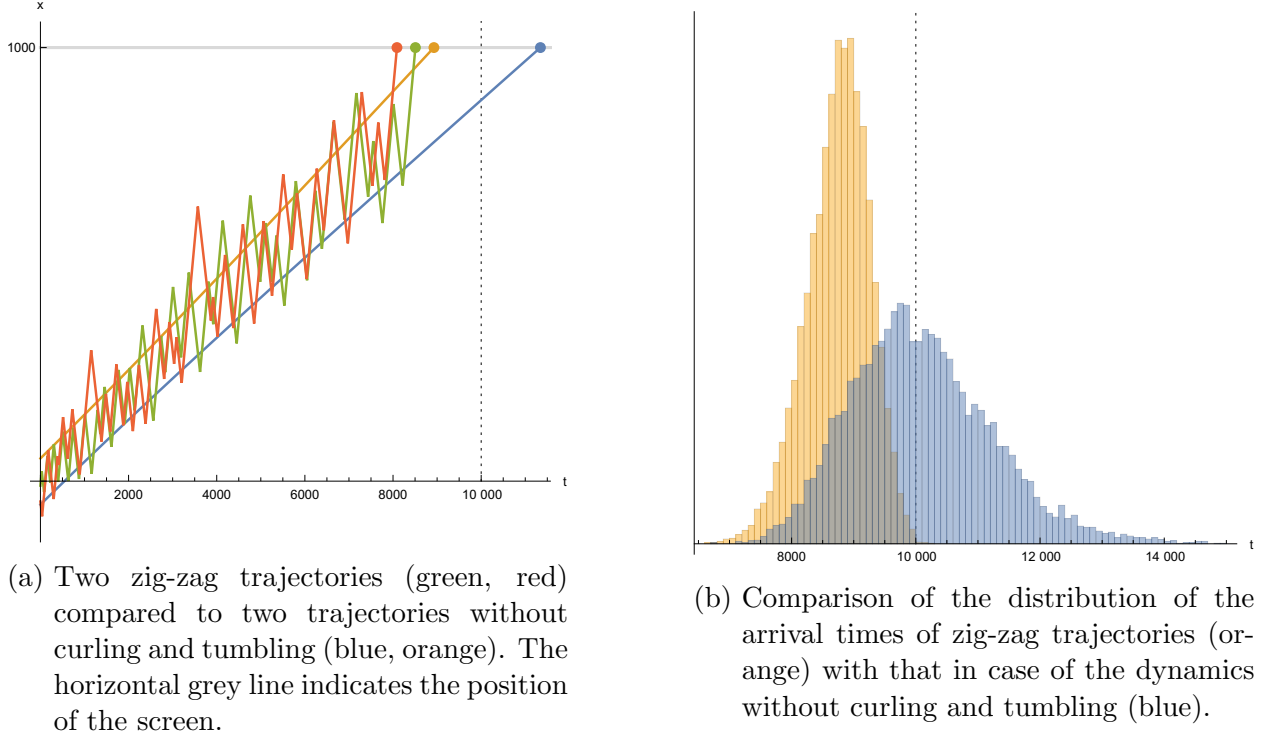 x
1000
2000
4000
6000
8000
10 000
t
(a) Two zig-zag trajectories (green, red)
compared to two trajectories without
curling and tumbling (blue, orange). The
horizontal grey line indicates the position
of the screen.
8000
10 000
12 000
14 000
t
(b) Comparison of the distribution of the
arrival times of zig-zag trajectories (or-
ange) with that in case of the dynamics
without curling and tumbling (blue).